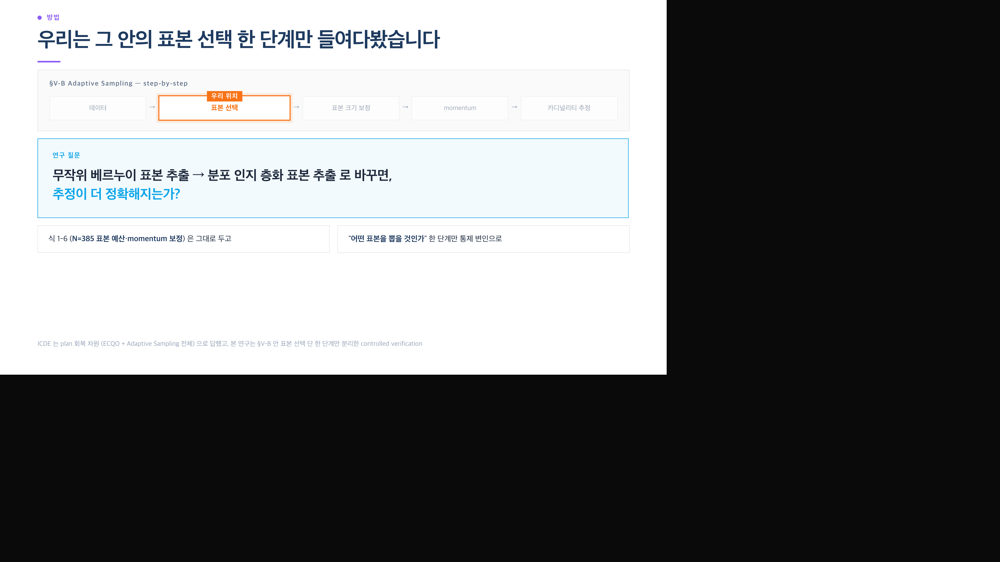 방법
우리는 그 안의 표본 선택 한 단계만 들여다봤습니다
§V-B Adaptive Sampling — step-by-step
우리 위치
데이터 → 표본 선택 → 표본 크기 보정 → momentum → 카디널리티 추정
연구 질문
무작위 베르누이 표본 추출 → 분포 인지 층화 표본 추출 로 바꾸면,
추정이 더 정확해지는가?
식 1-6 (N=385 표본 예산·momentum 보정) 은 그대로 두고
"어떤 표본을 뽑을 것인가" 한 단계만 통제 변인으로
ICDE 는 plan 회복 차원 (ECQO + Adaptive Sampling 전체) 으로 답했고, 본 연구는 §V-B 안 표본 선택 단 한 단계만 분리한 controlled verification